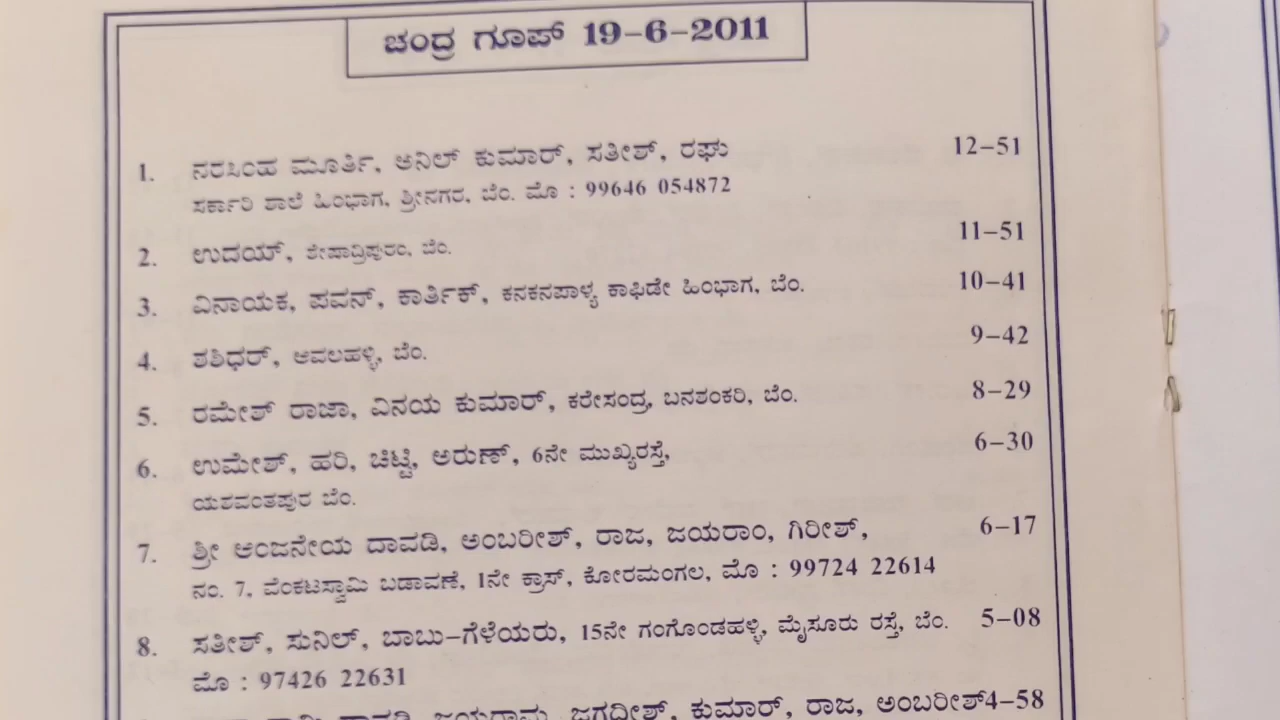 ಚಂದ್ರ ಗ್ರೂಪ್ 19-6-2011
1. ನರಸಿಂಹ ಮೂರ್ತಿ, ಅನಿಲ್ ಕುಮಾರ್, ಸತೀಶ್, ರಘು 12-51
ಸರ್ಕಾರಿ ಶಾಲೆ ಹಿಂಭಾಗ, ಶ್ರೀನಗರ, ಬೆಂ. ಮೊ : 99646 054872
2. ಉದಯ್, ಶೇಷಾದ್ರಿಪುರಂ, ಬೆಂ. 11-51
3. ವಿನಾಯಕ, ಪವನ್, ಕಾರ್ತಿಕ್, ಕನಕನಪಾಳ್ಯ ಕಾಫಿಡೇ ಹಿಂಭಾಗ, ಬೆಂ. 10-41
4. ಶಶಿಧರ್, ಆವಲಹಳ್ಳಿ, ಬೆಂ. 9-42
5. ರಮೇಶ್ ರಾಜಾ, ವಿನಯ ಕುಮಾರ್, ಕರೇಸಂದ್ರ, ಬನಶಂಕರಿ, ಬೆಂ. 8-29
6. ಉಮೇಶ್, ಹರಿ, ಚಿಟ್ಟಿ, ಅರುಣ್, 6ನೇ ಮುಖ್ಯರಸ್ತೆ, 6-30
ಯಶವಂತಪುರ ಬೆಂ.
7. ಶ್ರೀ ಆಂಜನೇಯ ದಾವಡಿ, ಅಂಬರೀಶ್, ರಾಜ, ಜಯರಾಂ, ಗಿರೀಶ್, 6-17
ನಂ. 7, ವೆಂಕಟಸ್ವಾಮಿ ಬಡಾವಣೆ, 1ನೇ ಕ್ರಾಸ್, ಕೋರಮಂಗಲ, ಮೊ : 99724 22614
8. ಸತೀಶ್, ಸುನಿಲ್, ಬಾಬು-ಗೆಳೆಯರು, 15ನೇ ಗಂಗೊಂಡಹಳ್ಳಿ, ಮೈಸೂರು ರಸ್ತೆ, ಬೆಂ. 5-08
ಮೊ : 97426 22631
ದಾವಡಿ, ಜಯರಾಮ, ಜಗದೀಶ್, ಕುಮಾರ್, ರಾಜ, ಅಂಬರೀಶ್ 4-58